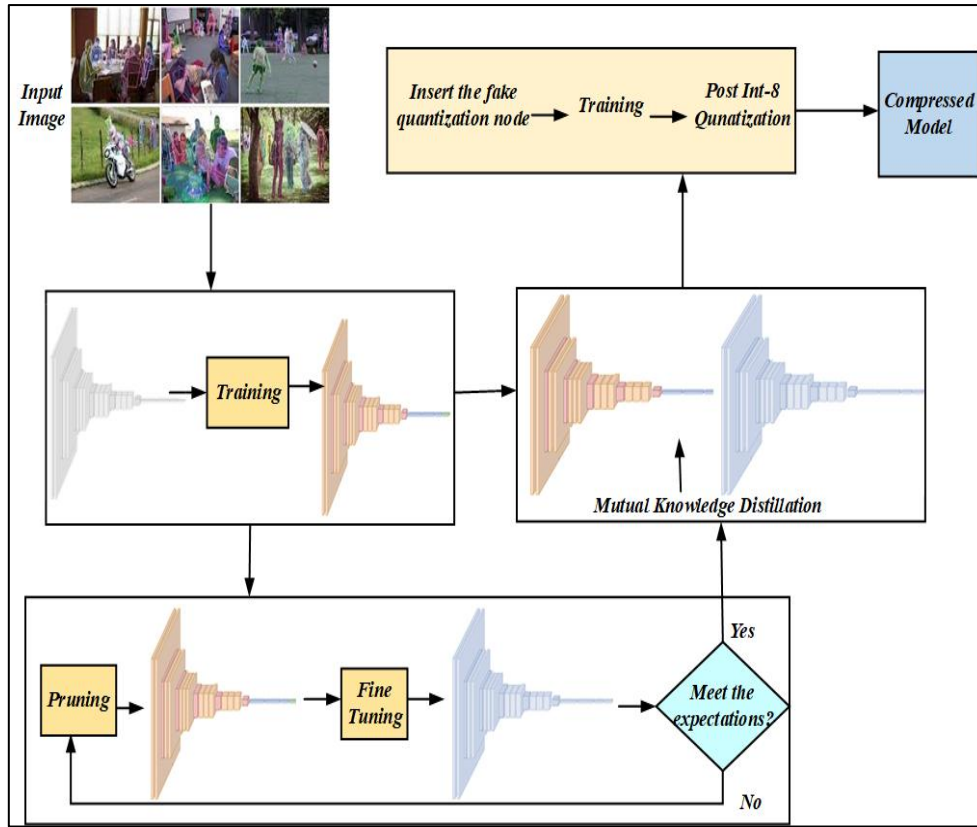 Input
Image
Insert the fake
quantization node
Training
Post Int-8
Qunatization
Compressed
Model
Training
Mutual Knowledge Distillation
Pruning
Fine
Tuning
Yes
Meet the
expectations?
No